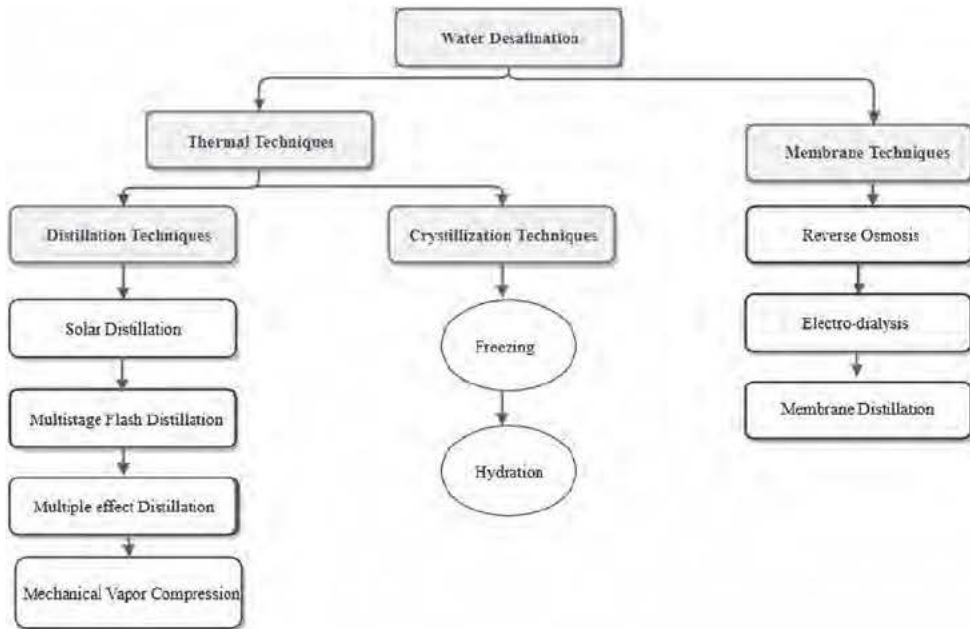 Water Desalination
Thermal Techniques
Membrane Techniques
Distillation Techniques
Crystillization Techniques
Reverse Osmosis
Solar Distillation
Freezing
Electro-dialysis
Multistage Flash Distillation
Membrane Distillation
Hydration
Multiple effect Distillation
Mechanical Vapor Compression